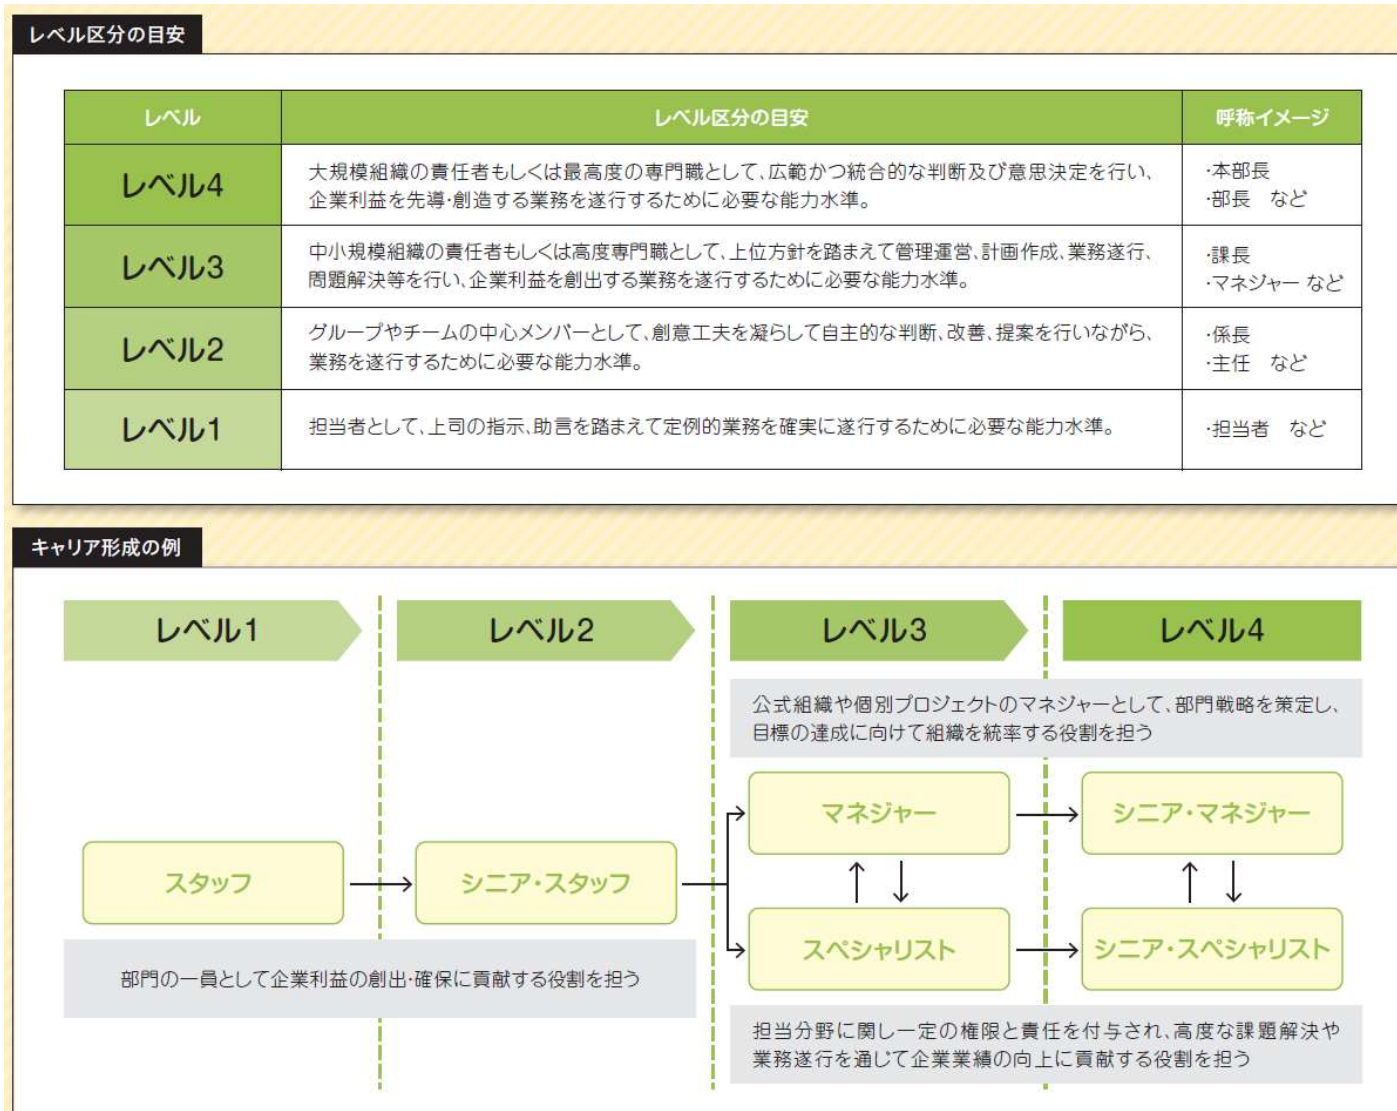 レベル区分の目安
レベル
レベル区分の目安
呼称イメージ
レベル4
大規模組織の責任者もしくは最高度の専門職として、広範かつ統合的な判断及び意思決定を行い、
企業利益を先導・創造する業務を遂行するために必要な能力水準。
・本部長
・部長　など
レベル3
中小規模組織の責任者もしくは高度専門職として、上位方針を踏まえて管理運営、計画作成、業務遂行、
問題解決等を行い、企業利益を創出する業務を遂行するために必要な能力水準。
・課長
・マネジャー など
レベル2
グループやチームの中心メンバーとして、創意工夫を凝らして自主的な判断、改善、提案を行いながら、
業務を遂行するために必要な能力水準。
・係長
・主任　など
レベル1
担当者として、上司の指示、助言を踏まえて定例的業務を確実に遂行するために必要な能力水準。
・担当者　など
キャリア形成の例
レベル1
レベル2
レベル3
レベル4
公式組織や個別プロジェクトのマネジャーとして、部門戦略を策定し、
目標の達成に向けて組織を統率する役割を担う
マネジャー
シニア・マネジャー
スタッフ
シニア・スタッフ
スペシャリスト
シニア・スペシャリスト
部門の一員として企業利益の創出・確保に貢献する役割を担う
担当分野に関し一定の権限と責任を付与され、高度な課題解決や
業務遂行を通じて企業業績の向上に貢献する役割を担う